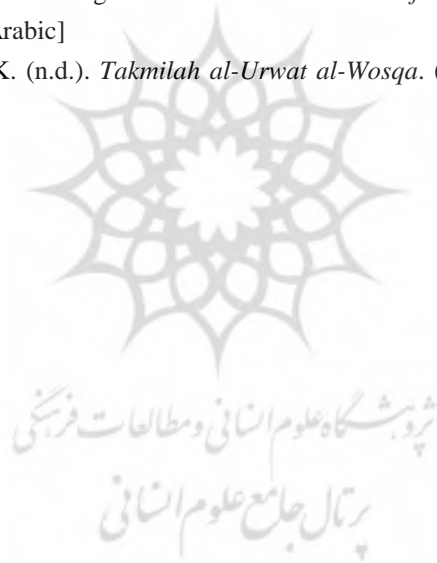 Arabic]
K. (n.d.). Takmilah al-Urwat al-Wosqa. (
پژوهشگاه علوم انسانی و مطالعات فرهنگی
پرتال جامع علوم انسانی